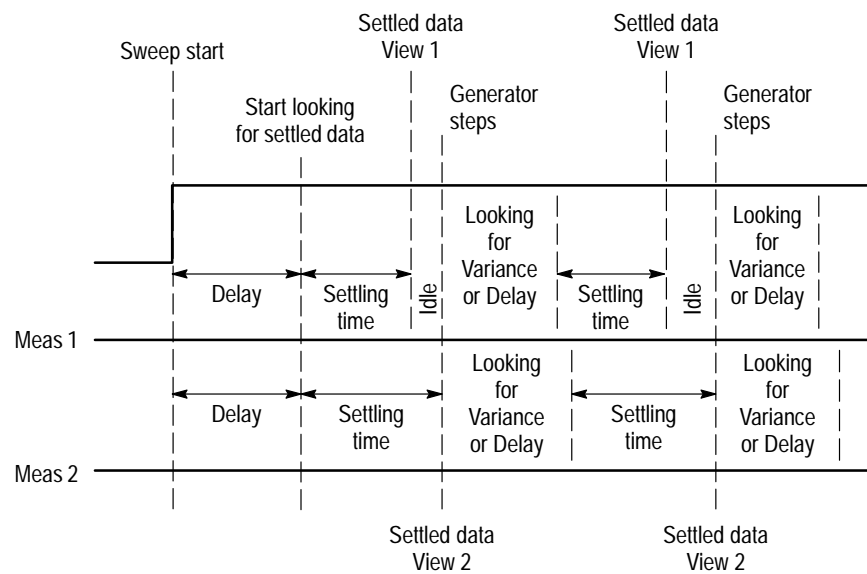 Settled data
View 1
Settled data
View 1
Sweep start
Generator
steps
Generator
steps
Start looking
for settled data
Looking
for
Variance
or Delay
Looking
for
Variance
or Delay
Delay
Settling
time
Idle
Settling
time
Idle
Meas 1
Looking
for
Variance
or Delay
Looking
for
Variance
or Delay
Delay
Settling
time
Settling
time
Meas 2
Settled data
View 2
Settled data
View 2